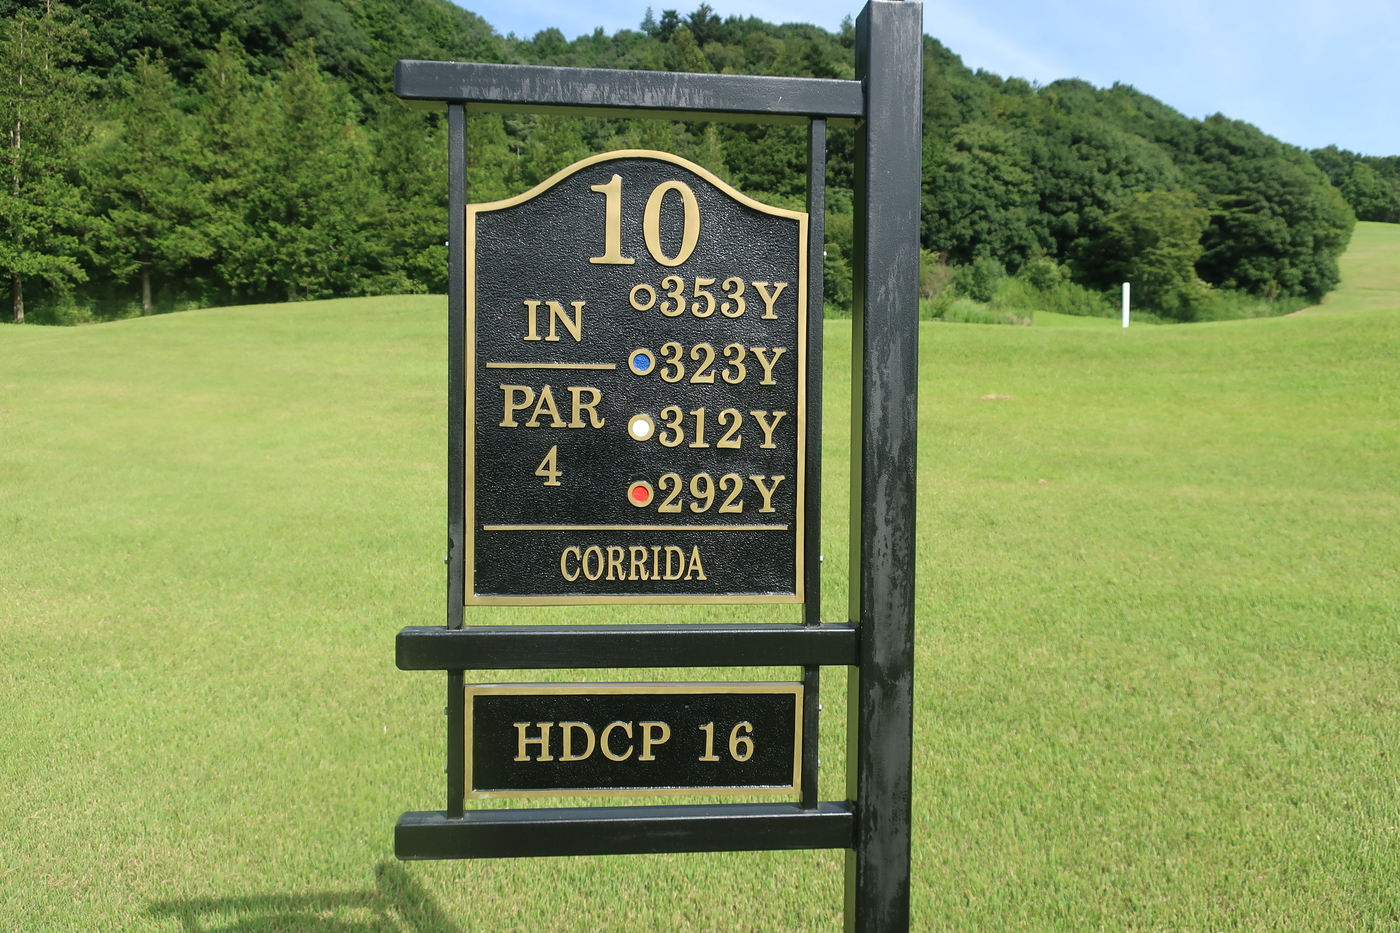 10
IN
PAR
4
353Y
323Y
312Y
292Y
CORRIDA
HDCP 16